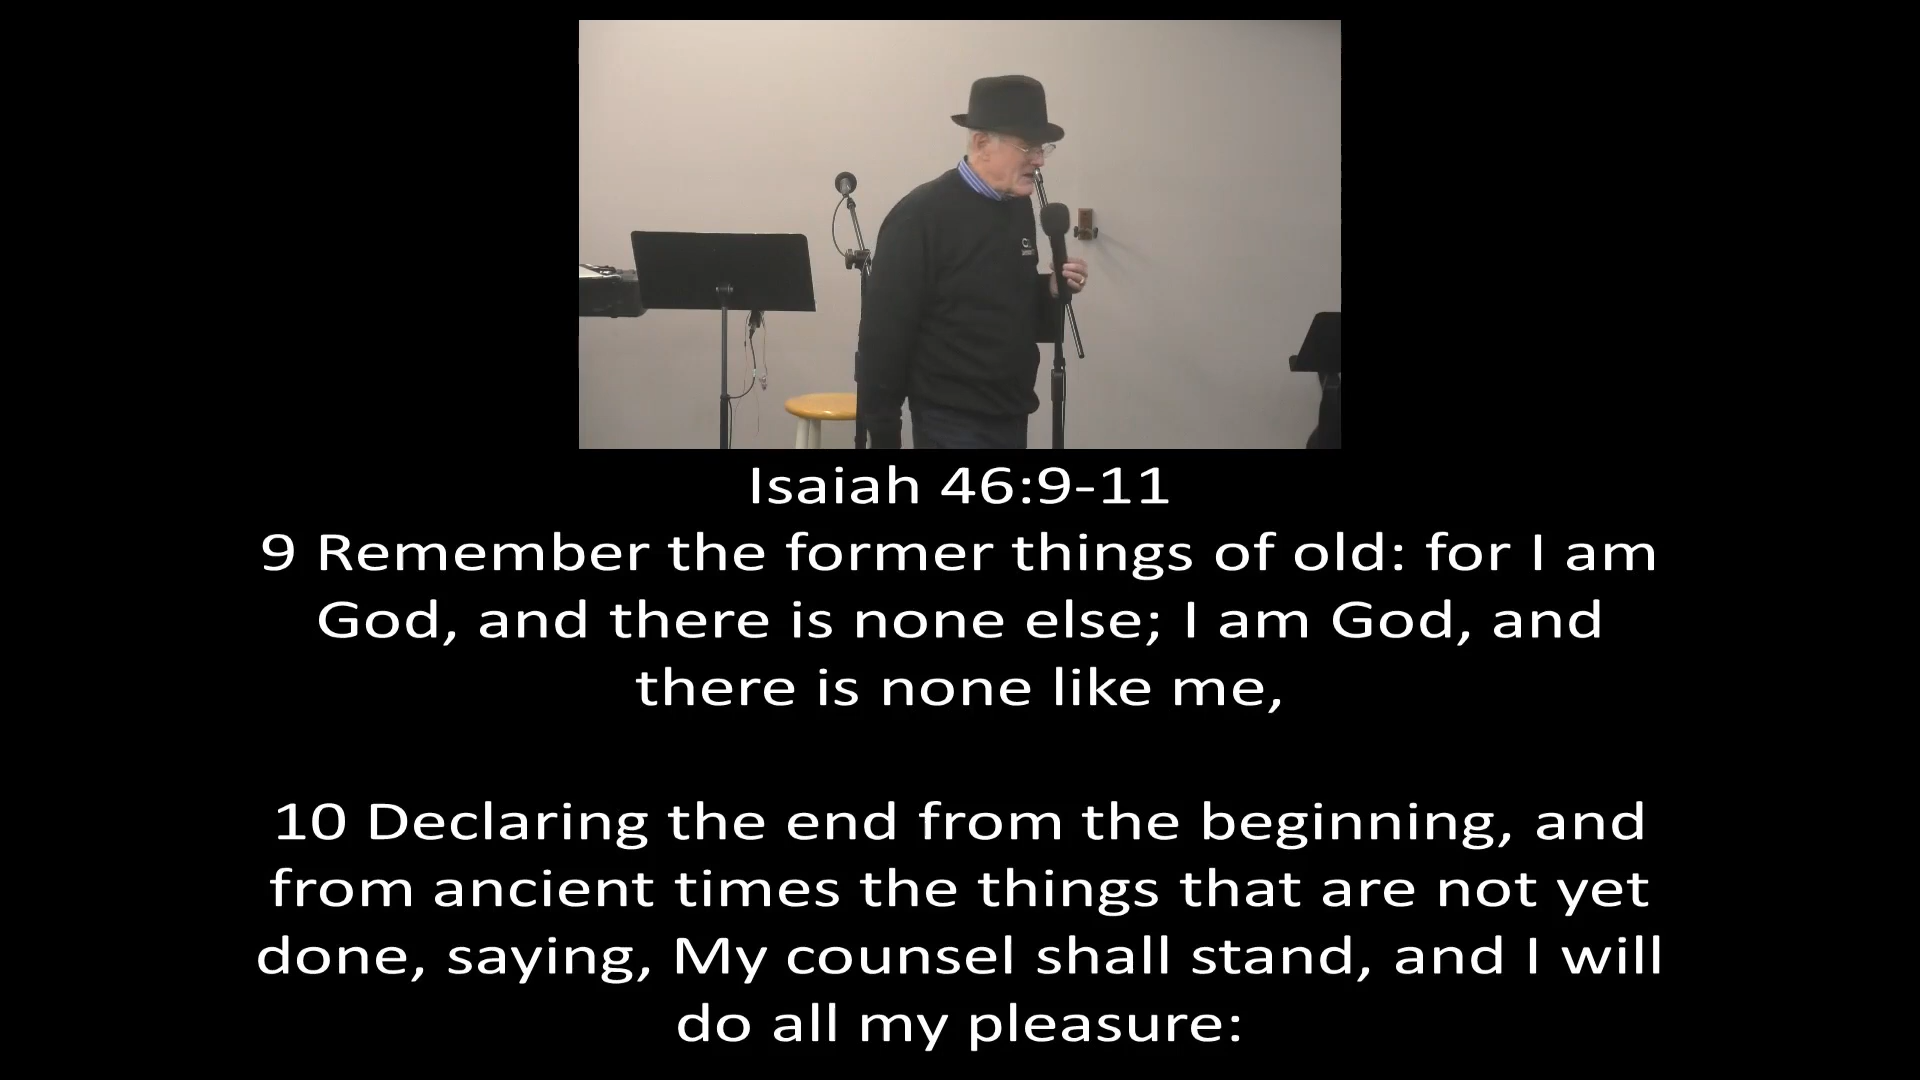 Isaiah 46:9-11
9 Remember the former things of old: for I am
God, and there is none else; I am God, and
there is none like me,
10 Declaring the end from the beginning, and
from ancient times the things that are not yet
done, saying, My counsel shall stand, and I will
do all my pleasure: